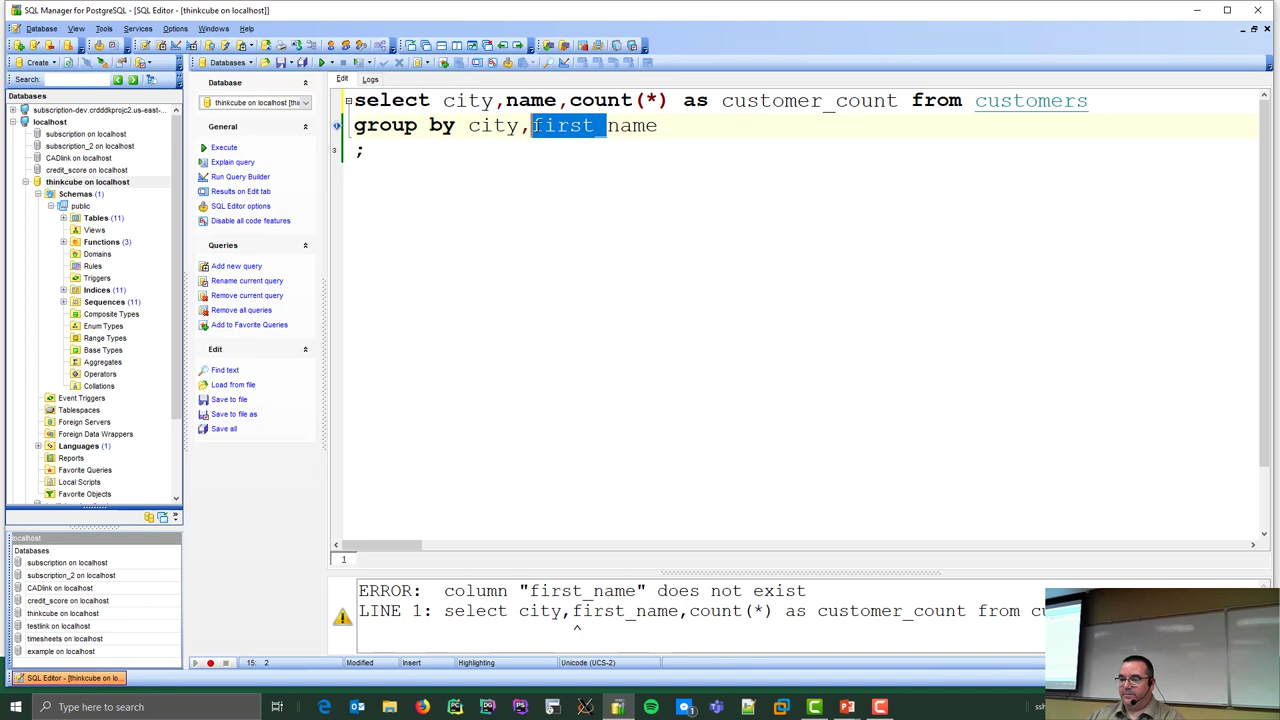 SQL Manager for PostgreSQL - [SQL Editor - [thinkcube on localhost]]
Database View Tools Services Options Windows Help
Create Databases
Search: Edit Logs
Databases
subscription-dev.crdddkprojc2.us-east-
localhost
subscription on localhost
subscription_2 on localhost
CADlink on localhost
credit_score on localhost
thinkcube on localhost
Schemas (1)
public
Tables (11)
Views
Functions (3)
Domains
Rules
Triggers
Indices (11)
Sequences (11)
Composite Types
Enum Types
Range Types
Base Types
Aggregates
Operators
Collations
Event Triggers
Tablespaces
Foreign Servers
Foreign Data Wrappers
Languages (1)
Reports
Favorite Queries
Local Scripts
Favorite Objects
localhost
Databases
subscription on localhost
subscription_2 on localhost
CADlink on localhost
credit_score on localhost
thinkcube on localhost
testlink on localhost
timesheets on localhost
example on localhost
Database
thinkcube on localhost [thin
General
Execute
Explain query
Run Query Builder
Results on Edit tab
SQL Editor options
Disable all code features
Queries
Add new query
Rename current query
Remove current query
Remove all queries
Add to Favorite Queries
Edit
Find text
Load from file
Save to file
Save to file as
Save all
select city,name,count(*) as customer_count from customers
group by city,first_name
3 ;
1
ERROR: column "first_name" does not exist
LINE 1: select city,first_name,count(*) as customer_count from cu
^
15: 2 Modified Insert Highlighting Unicode (UCS-2)
SQL Editor - [thinkcube on lo...
Type here to search
ssh